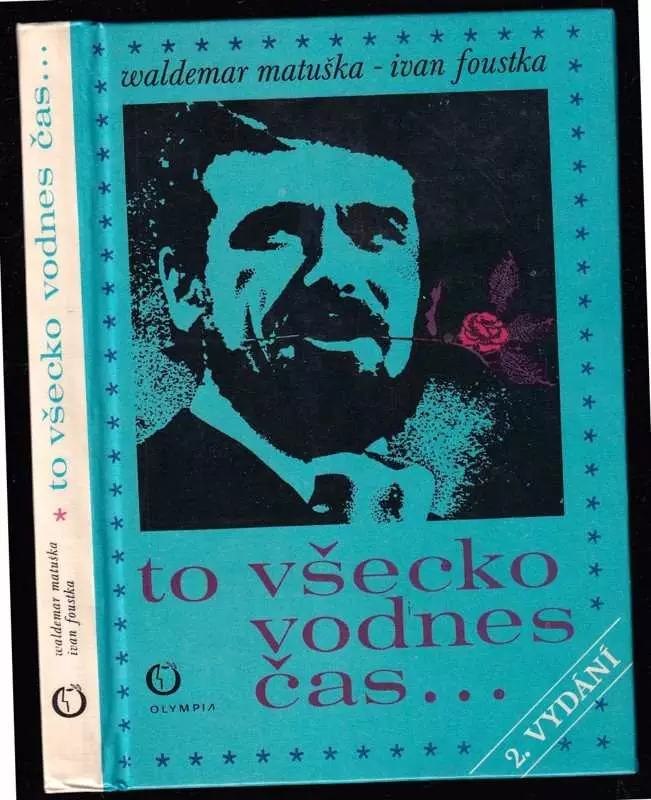 to všecko vodnes čas...
*
waldemar matuška
ivan foustka
waldemar matuška - ivan foustka
to všecko
vodnes
čas...
OLYMPIA
2. VYDÁNÍ